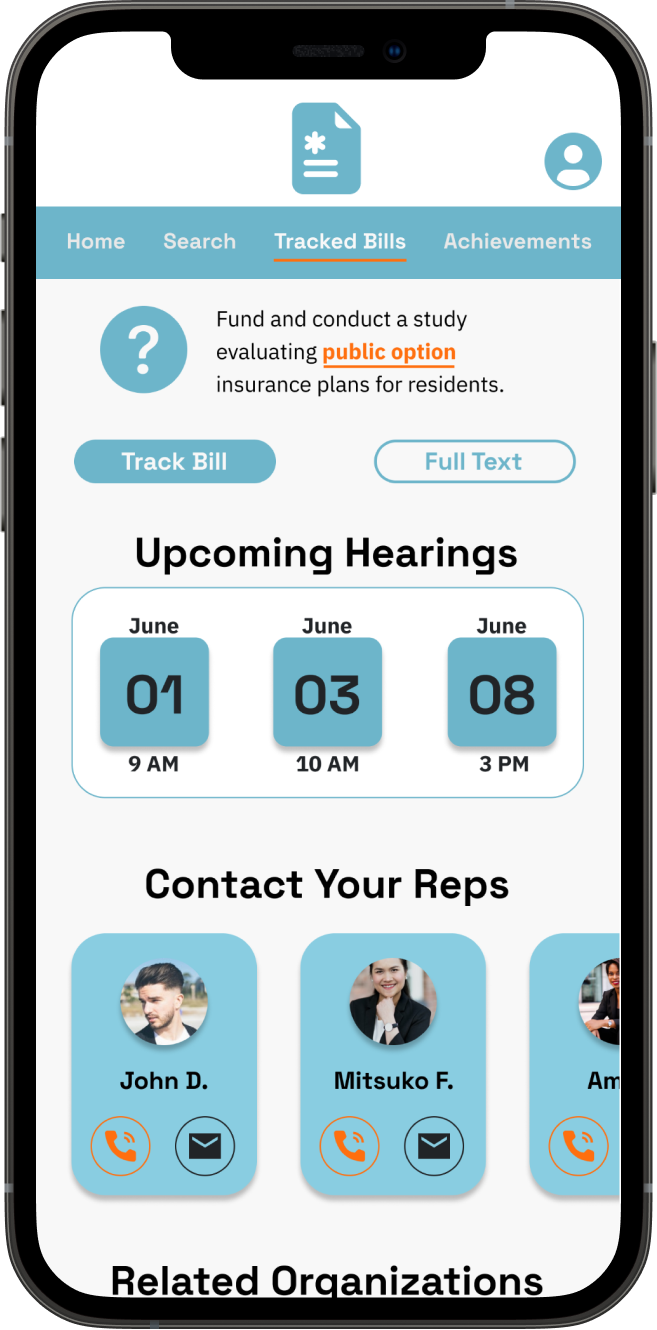 Home Search Tracked Bills Achievements
?
Fund and conduct a study
evaluating public option
insurance plans for residents.
Track Bill Full Text
Upcoming Hearings
June June June
01 03 08
9 AM 10 AM 3 PM
Contact Your Reps
John D. Mitsuko F. Am
Related Organizations